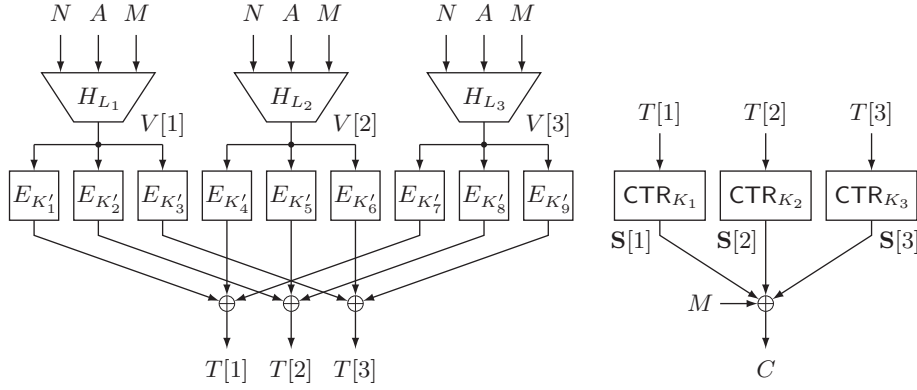 N A M N A M N A M
H_{L_1} H_{L_2} H_{L_3}
V[1] V[2] V[3] T[1] T[2] T[3]
E_{K'_1} E_{K'_2} E_{K'_3} E_{K'_4} E_{K'_5} E_{K'_6} E_{K'_7} E_{K'_8} E_{K'_9} CTR_{K_1} CTR_{K_2} CTR_{K_3}
S[1] S[2] S[3]
M
T[1] T[2] T[3] C